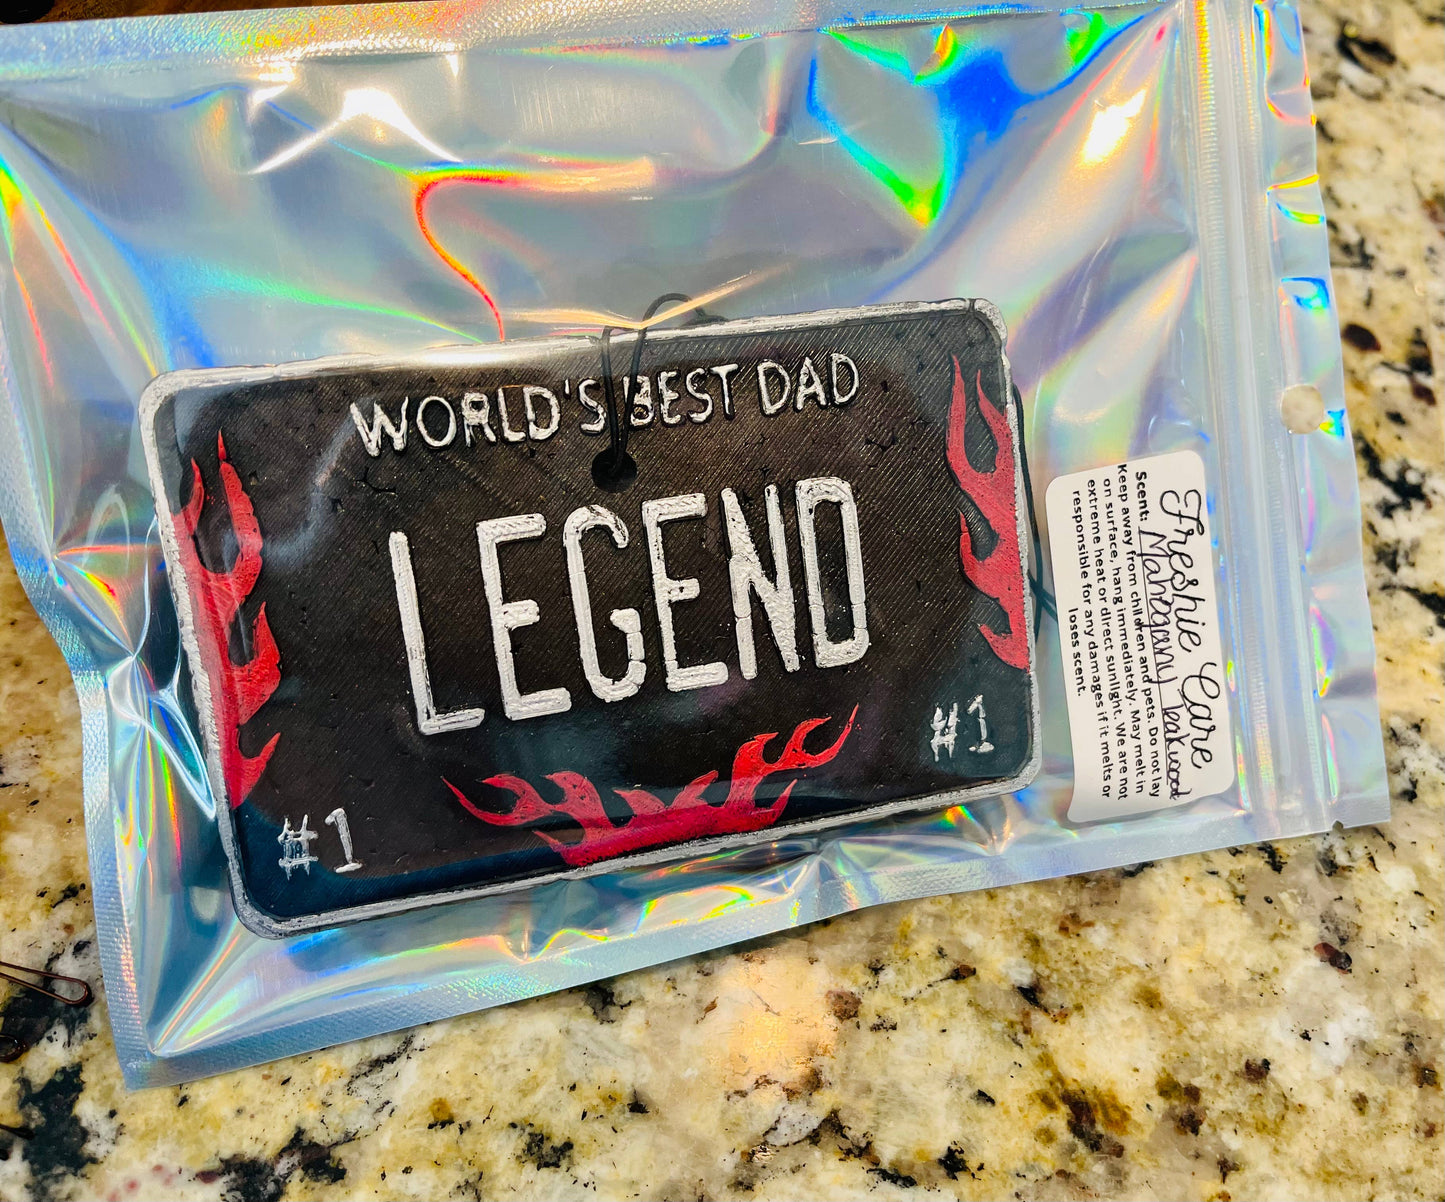 WORLD'S BEST DAD
LEGEND
#1
#1
Freshie Care
Scent: Mahogany Teakwood
Keep away from children and pets. Do not lay
on surface, hang immediately. May melt in
extreme heat or direct sunlight. We are not
responsible for any damages if it melts or
loses scent.